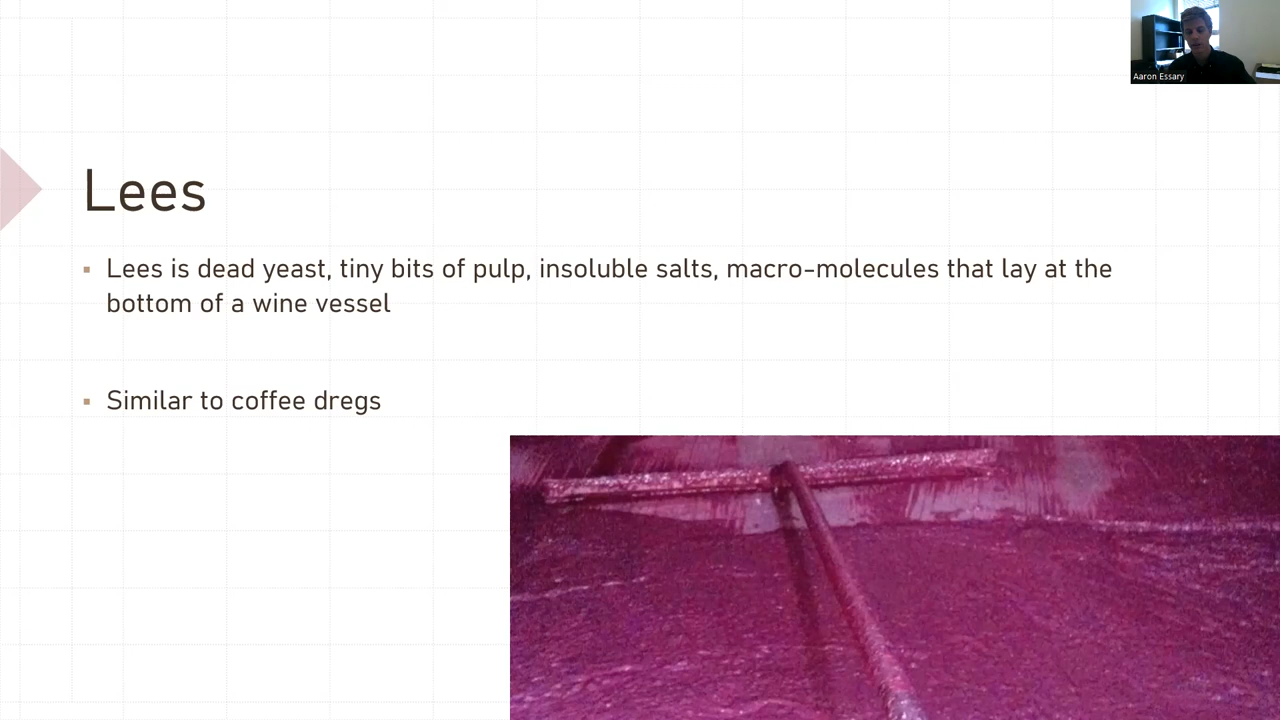 Aaron Essary
Lees
▪ Lees is dead yeast, tiny bits of pulp, insoluble salts, macro-molecules that lay at the
bottom of a wine vessel
▪ Similar to coffee dregs